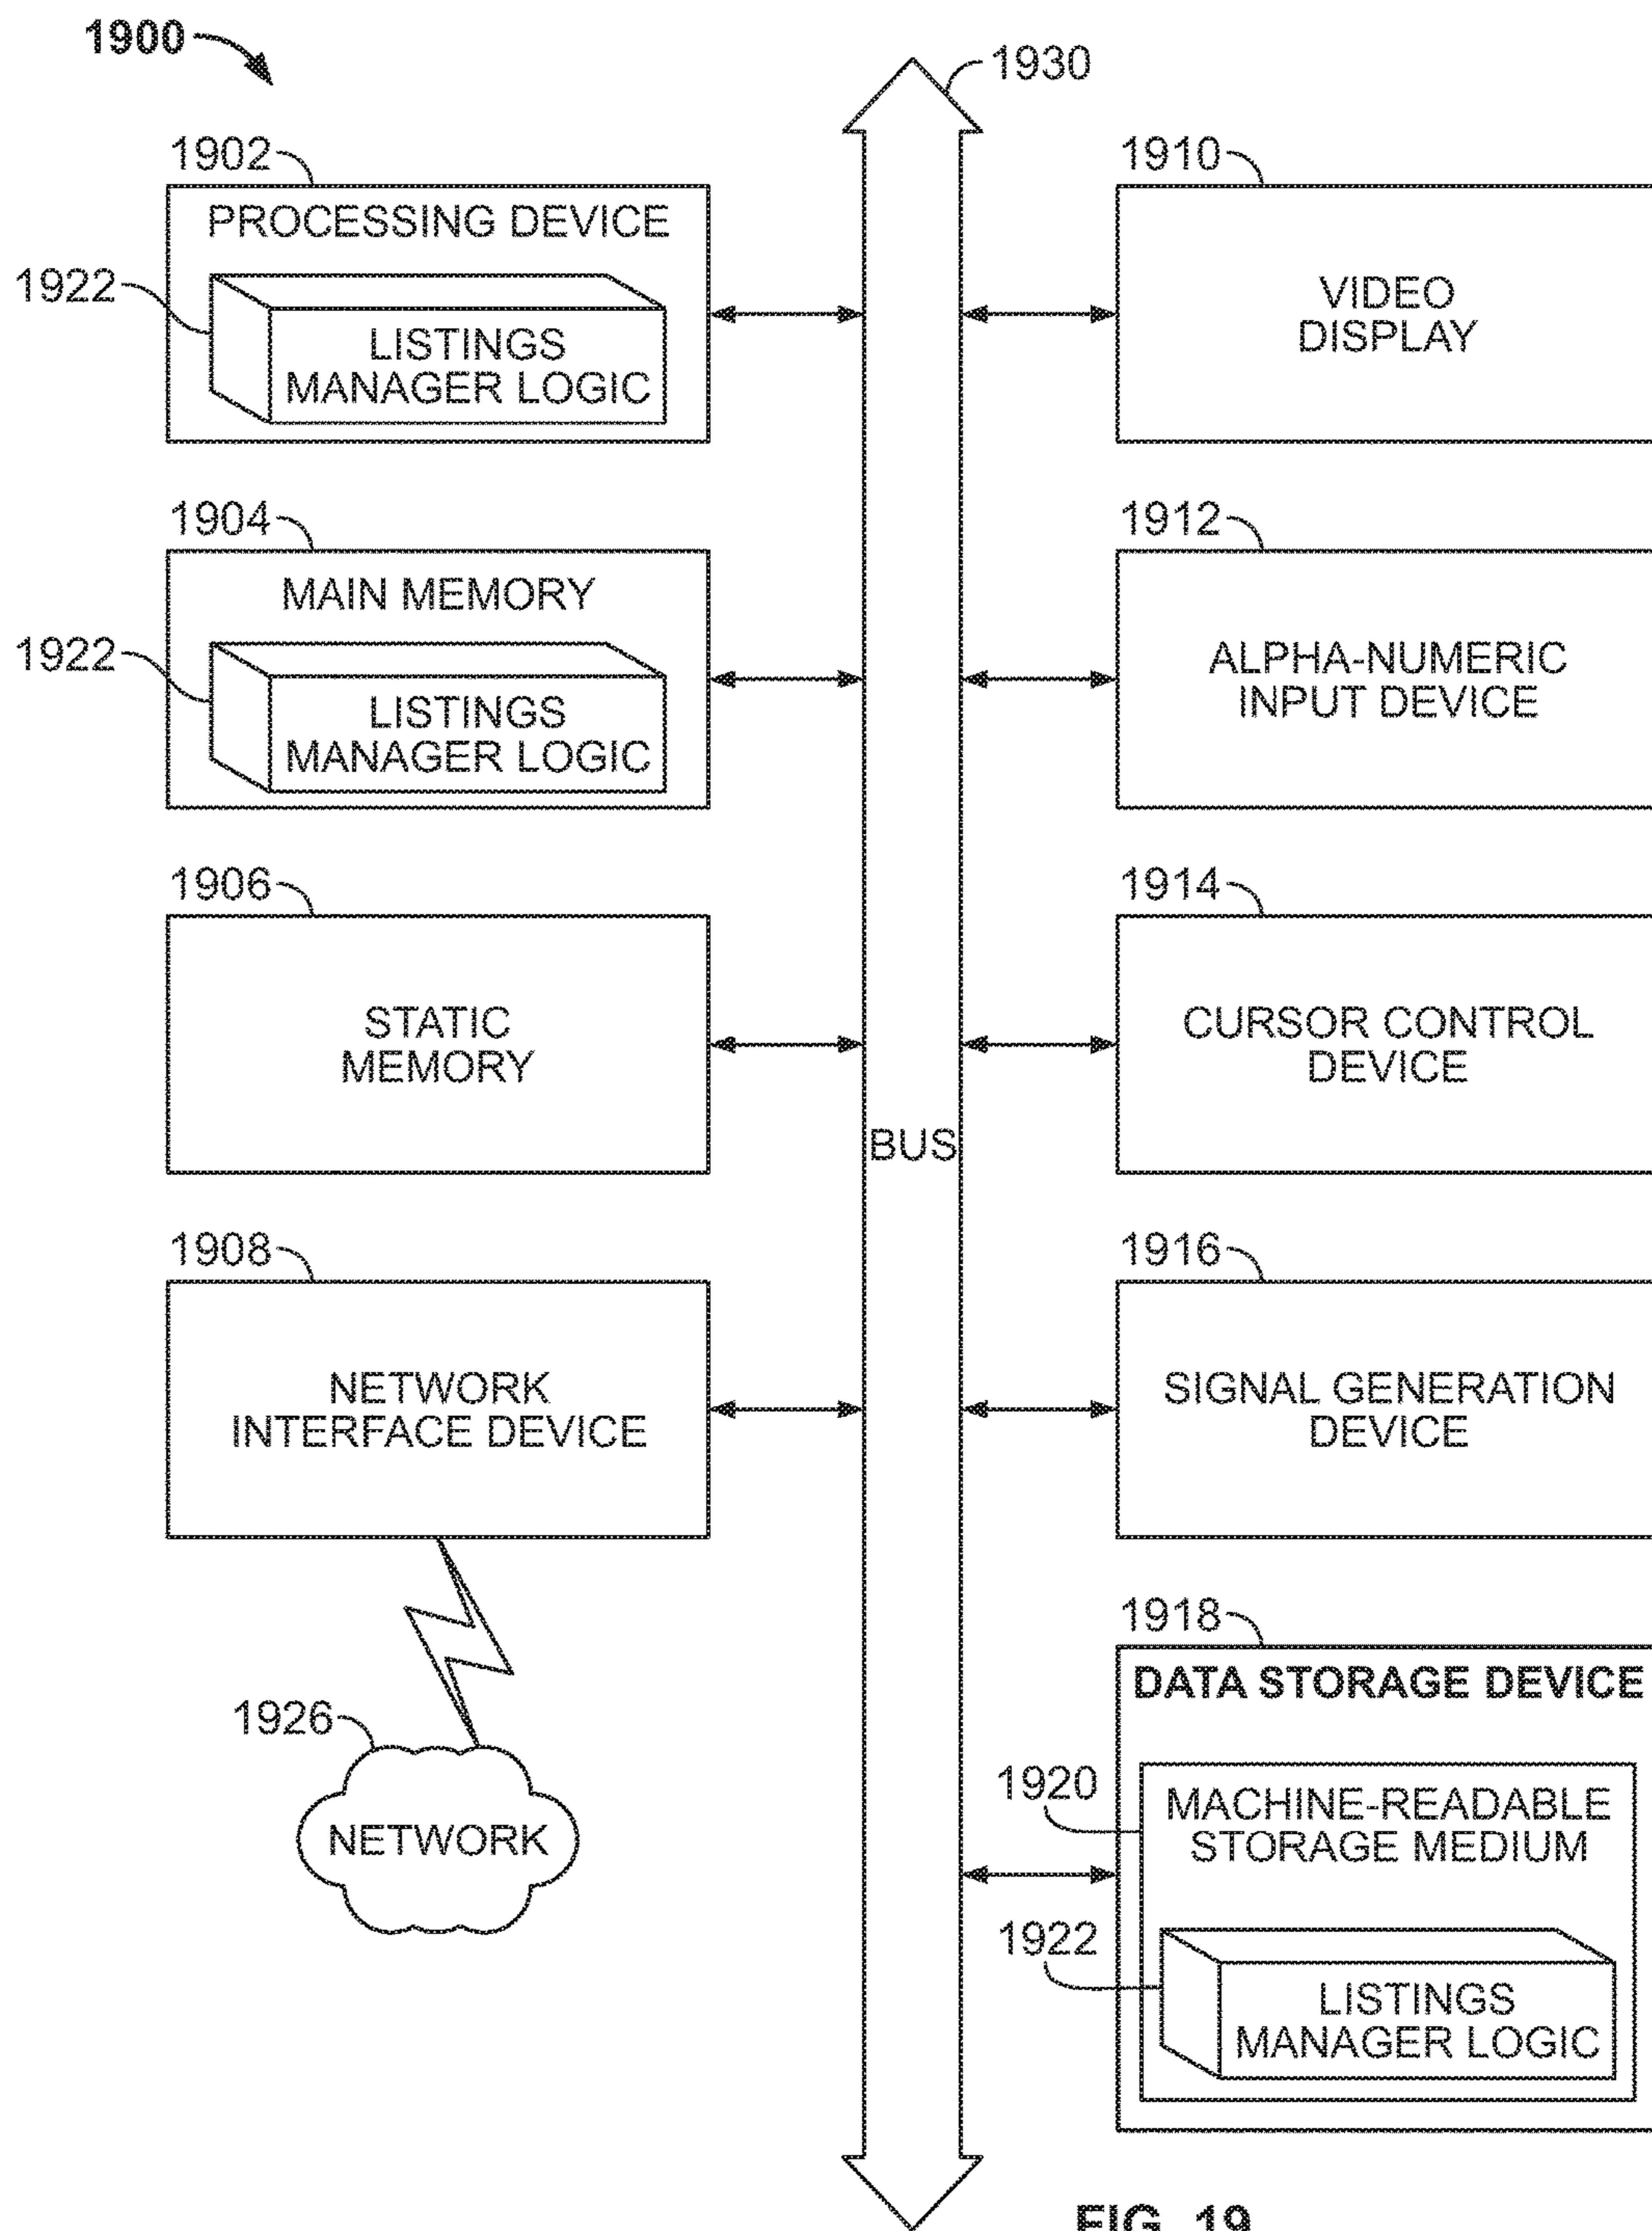 1900
1930
1902
PROCESSING DEVICE
1922
LISTINGS
MANAGER LOGIC
1910
VIDEO
DISPLAY
1904
MAIN MEMORY
1922
LISTINGS
MANAGER LOGIC
1912
ALPHA-NUMERIC
INPUT DEVICE
1906
STATIC
MEMORY
1914
CURSOR CONTROL
DEVICE
BUS
1908
NETWORK
INTERFACE DEVICE
1916
SIGNAL GENERATION
DEVICE
1926
NETWORK
1918
DATA STORAGE DEVICE
1920
MACHINE-READABLE
STORAGE MEDIUM
1922
LISTINGS
MANAGER LOGIC
FIG. 19